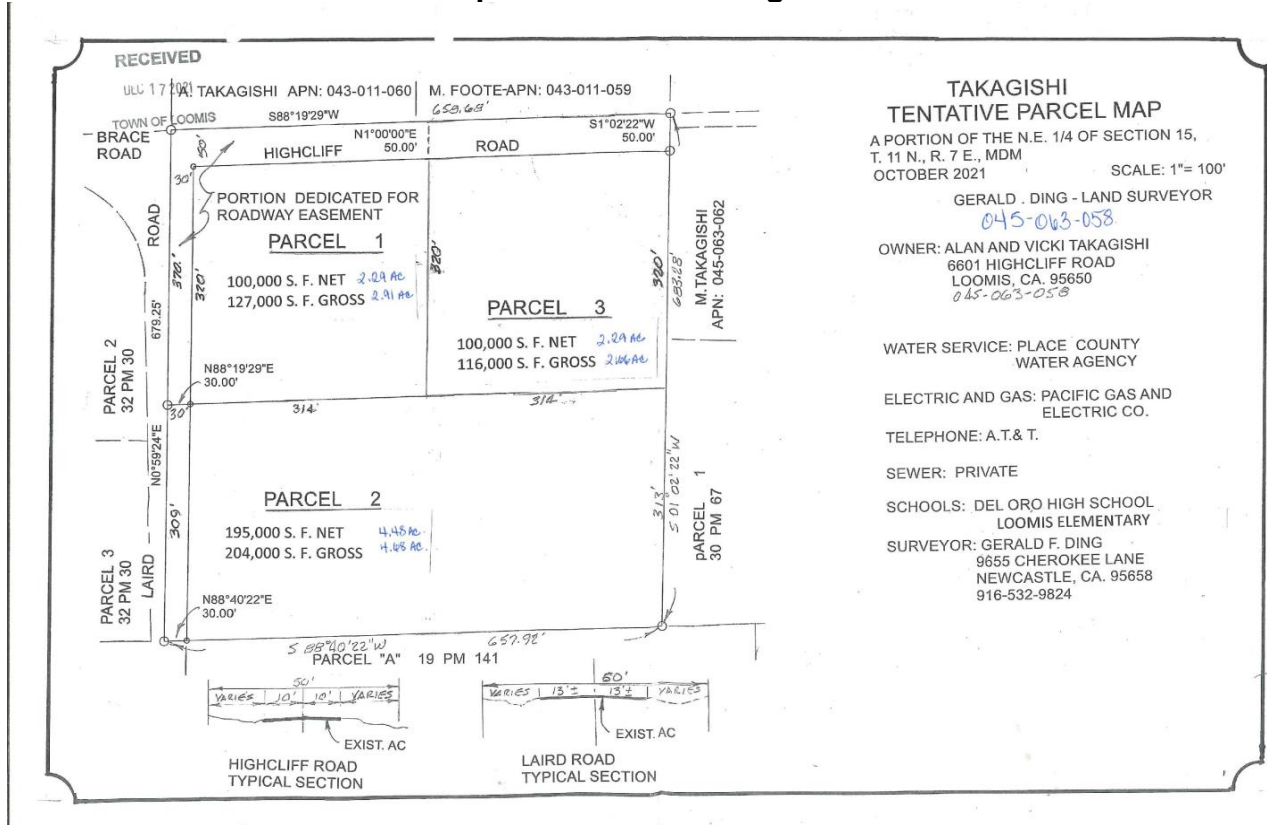 RECEIVED
DEC 17 2021
TOWN OF LOOMIS
A. TAKAGISHI APN: 043-011-060
M. FOOTE-APN: 043-011-059
S88°19'29"W
659.68'
BRACE
ROAD
50'
HIGHCLIFF
N1°00'00"E
50.00'
ROAD
S1°02'22"W
50.00'
30'
PORTION DEDICATED FOR
ROADWAY EASEMENT
ROAD
PARCEL 1
100,000 S. F. NET 2.29 AC
127,000 S. F. GROSS 2.91 AC
370.'
320'
320'
320'
683.28'
M.TAKAGISHI
APN: 045-063-062
PARCEL 3
100,000 S. F. NET 2.29 AC
116,000 S. F. GROSS 2.66 AC
679.25'
PARCEL 2
32 PM 30
N88°19'29"E
30.00'
30'
314'
314'
N0°59'24"E
PARCEL 2
195,000 S. F. NET 4.48 AC.
204,000 S. F. GROSS 4.68 AC.
309'
313'
S 01°02'22"W
pARCEL 1
30 PM 67
PARCEL 3
32 PM 30
LAIRD
N88°40'22"E
30.00'
S 88°40'22"W
657.92'
PARCEL "A" 19 PM 141
50'
VARIES 10' 10' VARIES
EXIST. AC
HIGHCLIFF ROAD
TYPICAL SECTION
60'
VARIES 13'± 13'± VARIES
EXIST. AC
LAIRD ROAD
TYPICAL SECTION
TAKAGISHI
TENTATIVE PARCEL MAP
A PORTION OF THE N.E. 1/4 OF SECTION 15,
T. 11 N., R. 7 E., MDM
OCTOBER 2021
SCALE: 1"= 100'
GERALD . DING - LAND SURVEYOR
045-063-058
OWNER: ALAN AND VICKI TAKAGISHI
6601 HIGHCLIFF ROAD
LOOMIS, CA. 95650
045-063-058
WATER SERVICE: PLACE COUNTY
WATER AGENCY
ELECTRIC AND GAS: PACIFIC GAS AND
ELECTRIC CO.
TELEPHONE: A.T.& T.
SEWER: PRIVATE
SCHOOLS: DEL ORO HIGH SCHOOL
LOOMIS ELEMENTARY
SURVEYOR: GERALD F. DING
9655 CHEROKEE LANE
NEWCASTLE, CA. 95658
916-532-9824